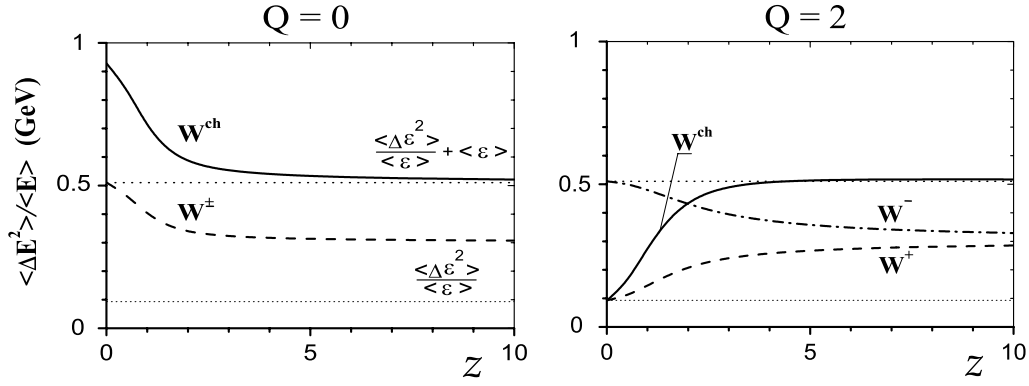 Q = 0
Q = 2
<ΔE²>/<E> (GeV)
1
0.5
0
W^ch
<Δε²>/<ε> + <ε>
W^±
<Δε²>/<ε>
0 5 10
z
1
0.5
0
W^ch
W^-
W^+
0 5 10
z